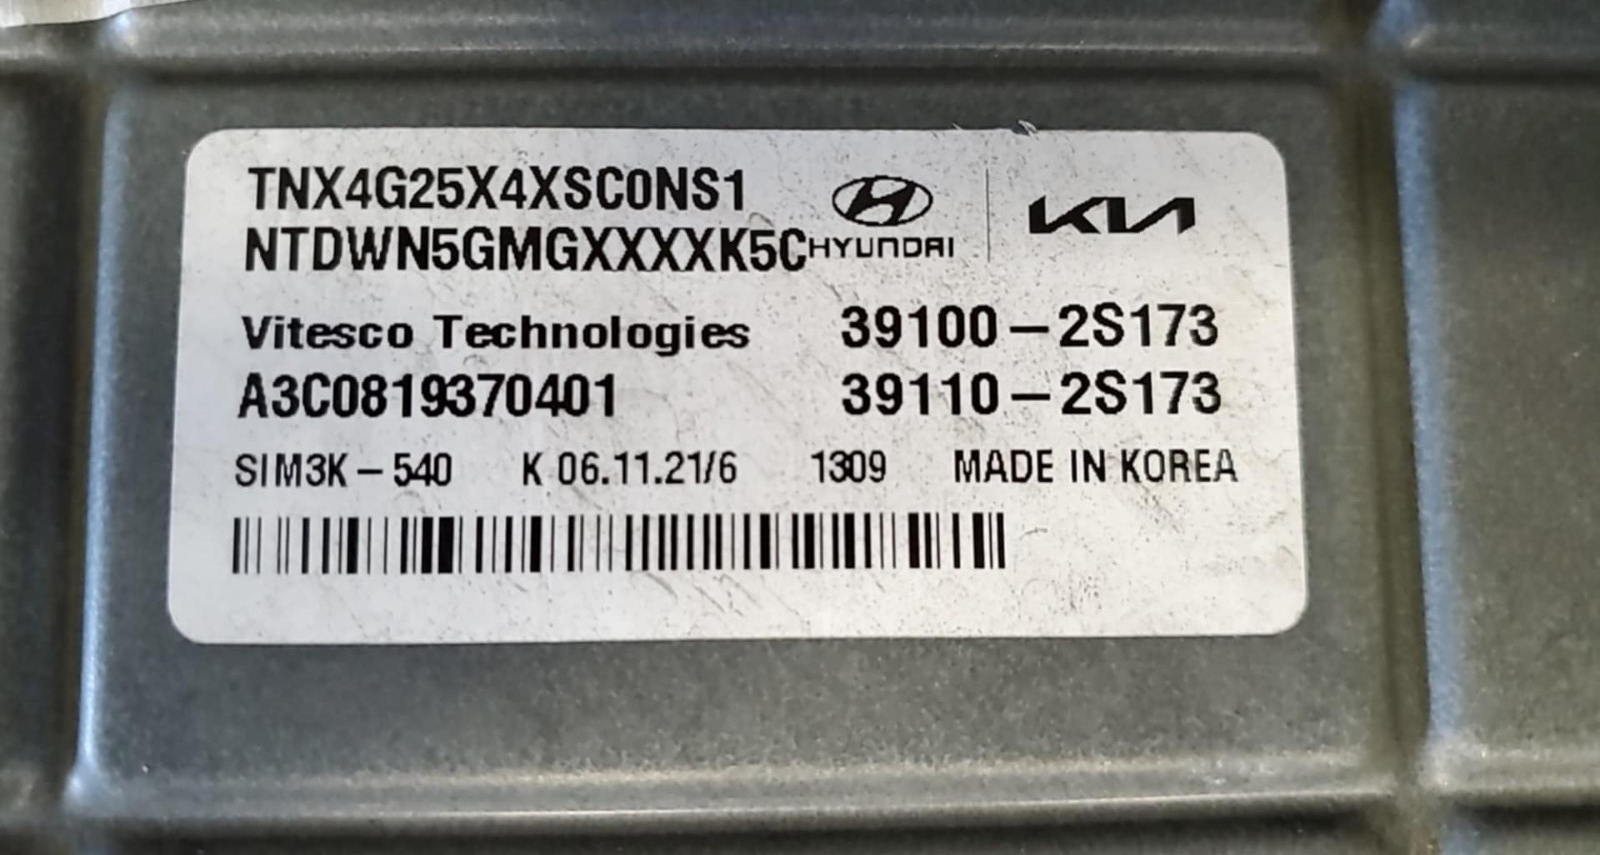 TNX4G25X4XSC0NS1
NTDWN5GMGXXXXK5C
HYUNDAI
KIA
Vitesco Technologies 39100-2S173
A3C0819370401 39110-2S173
SIM3K-540 K 06.11.21/6 1309 MADE IN KOREA